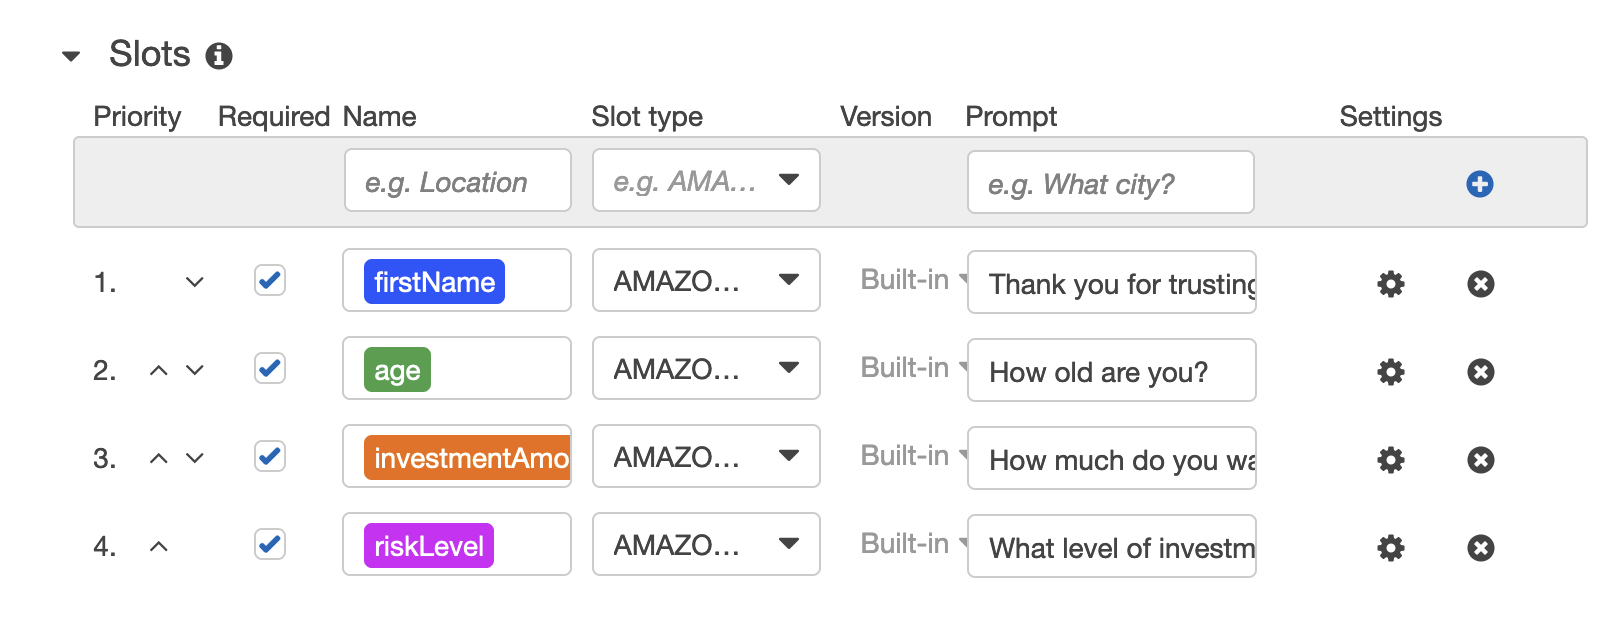 Slots
Priority Required Name Slot type Version Prompt Settings
e.g. Location e.g. AMA... e.g. What city?
1. firstName AMAZO... Built-in Thank you for trusting
2. age AMAZO... Built-in How old are you?
3. investmentAmo AMAZO... Built-in How much do you wa
4. riskLevel AMAZO... Built-in What level of investm